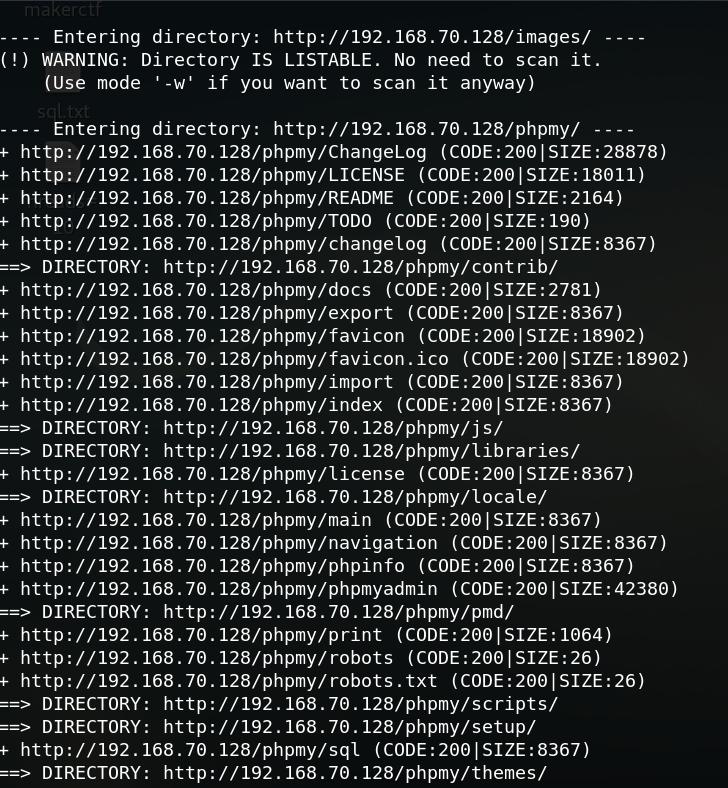 makerctf
---- Entering directory: http://192.168.70.128/images/ ----
(!) WARNING: Directory IS LISTABLE. No need to scan it.
(Use mode '-w' if you want to scan it anyway)
sql.txt
---- Entering directory: http://192.168.70.128/phpmy/ ----
+ http://192.168.70.128/phpmy/ChangeLog (CODE:200|SIZE:28878)
+ http://192.168.70.128/phpmy/LICENSE (CODE:200|SIZE:18011)
+ http://192.168.70.128/phpmy/README (CODE:200|SIZE:2164)
+ http://192.168.70.128/phpmy/TODO (CODE:200|SIZE:190)
+ http://192.168.70.128/phpmy/changelog (CODE:200|SIZE:8367)
==> DIRECTORY: http://192.168.70.128/phpmy/contrib/
+ http://192.168.70.128/phpmy/docs (CODE:200|SIZE:2781)
+ http://192.168.70.128/phpmy/export (CODE:200|SIZE:8367)
+ http://192.168.70.128/phpmy/favicon (CODE:200|SIZE:18902)
+ http://192.168.70.128/phpmy/favicon.ico (CODE:200|SIZE:18902)
+ http://192.168.70.128/phpmy/import (CODE:200|SIZE:8367)
+ http://192.168.70.128/phpmy/index (CODE:200|SIZE:8367)
==> DIRECTORY: http://192.168.70.128/phpmy/js/
==> DIRECTORY: http://192.168.70.128/phpmy/libraries/
+ http://192.168.70.128/phpmy/license (CODE:200|SIZE:8367)
==> DIRECTORY: http://192.168.70.128/phpmy/locale/
+ http://192.168.70.128/phpmy/main (CODE:200|SIZE:8367)
+ http://192.168.70.128/phpmy/navigation (CODE:200|SIZE:8367)
+ http://192.168.70.128/phpmy/phpinfo (CODE:200|SIZE:8367)
+ http://192.168.70.128/phpmy/phpmyadmin (CODE:200|SIZE:42380)
==> DIRECTORY: http://192.168.70.128/phpmy/pmd/
+ http://192.168.70.128/phpmy/print (CODE:200|SIZE:1064)
+ http://192.168.70.128/phpmy/robots (CODE:200|SIZE:26)
+ http://192.168.70.128/phpmy/robots.txt (CODE:200|SIZE:26)
==> DIRECTORY: http://192.168.70.128/phpmy/scripts/
==> DIRECTORY: http://192.168.70.128/phpmy/setup/
+ http://192.168.70.128/phpmy/sql (CODE:200|SIZE:8367)
==> DIRECTORY: http://192.168.70.128/phpmy/themes/